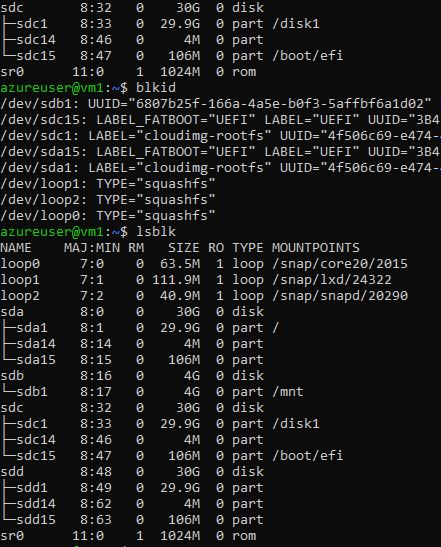 sdc 8:32 0 30G 0 disk
├─sdc1 8:33 0 29.9G 0 part /disk1
├─sdc14 8:46 0 4M 0 part
└─sdc15 8:47 0 106M 0 part /boot/efi
sr0 11:0 1 1024M 0 rom
azureuser@vm1:~$ blkid
/dev/sdb1: UUID="6807b25f-166a-4a5e-b0f3-5affbf6a1d02"
/dev/sdc15: LABEL_FATBOOT="UEFI" LABEL="UEFI" UUID="3B4
/dev/sdc1: LABEL="cloudimg-rootfs" UUID="4f506c69-e474-
/dev/sda15: LABEL_FATBOOT="UEFI" LABEL="UEFI" UUID="3B4
/dev/sda1: LABEL="cloudimg-rootfs" UUID="4f506c69-e474-
/dev/loop1: TYPE="squashfs"
/dev/loop2: TYPE="squashfs"
/dev/loop0: TYPE="squashfs"
azureuser@vm1:~$ lsblk
NAME MAJ:MIN RM SIZE RO TYPE MOUNTPOINTS
loop0 7:0 0 63.5M 1 loop /snap/core20/2015
loop1 7:1 0 111.9M 1 loop /snap/lxd/24322
loop2 7:2 0 40.9M 1 loop /snap/snapd/20290
sda 8:0 0 30G 0 disk
├─sda1 8:1 0 29.9G 0 part /
├─sda14 8:14 0 4M 0 part
└─sda15 8:15 0 106M 0 part
sdb 8:16 0 4G 0 disk
└─sdb1 8:17 0 4G 0 part /mnt
sdc 8:32 0 30G 0 disk
├─sdc1 8:33 0 29.9G 0 part /disk1
├─sdc14 8:46 0 4M 0 part
└─sdc15 8:47 0 106M 0 part /boot/efi
sdd 8:48 0 30G 0 disk
├─sdd1 8:49 0 29.9G 0 part
├─sdd14 8:62 0 4M 0 part
└─sdd15 8:63 0 106M 0 part
sr0 11:0 1 1024M 0 rom